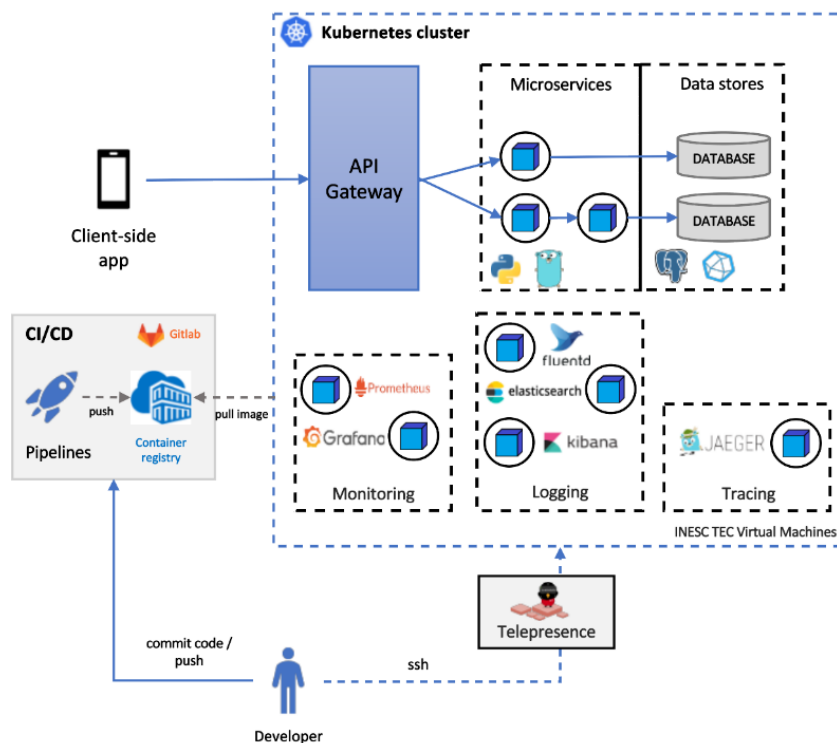 Kubernetes cluster
Microservices
Data stores
API
Gateway
DATABASE
DATABASE
Client-side
app
CI/CD
Gitlab
push
pull image
Pipelines
Container
registry
Prometheus
Grafana
Monitoring
fluentd
elasticsearch
kibana
Logging
JAEGER
Tracing
INESC TEC Virtual Machines
Telepresence
commit code /
push
ssh
Developer